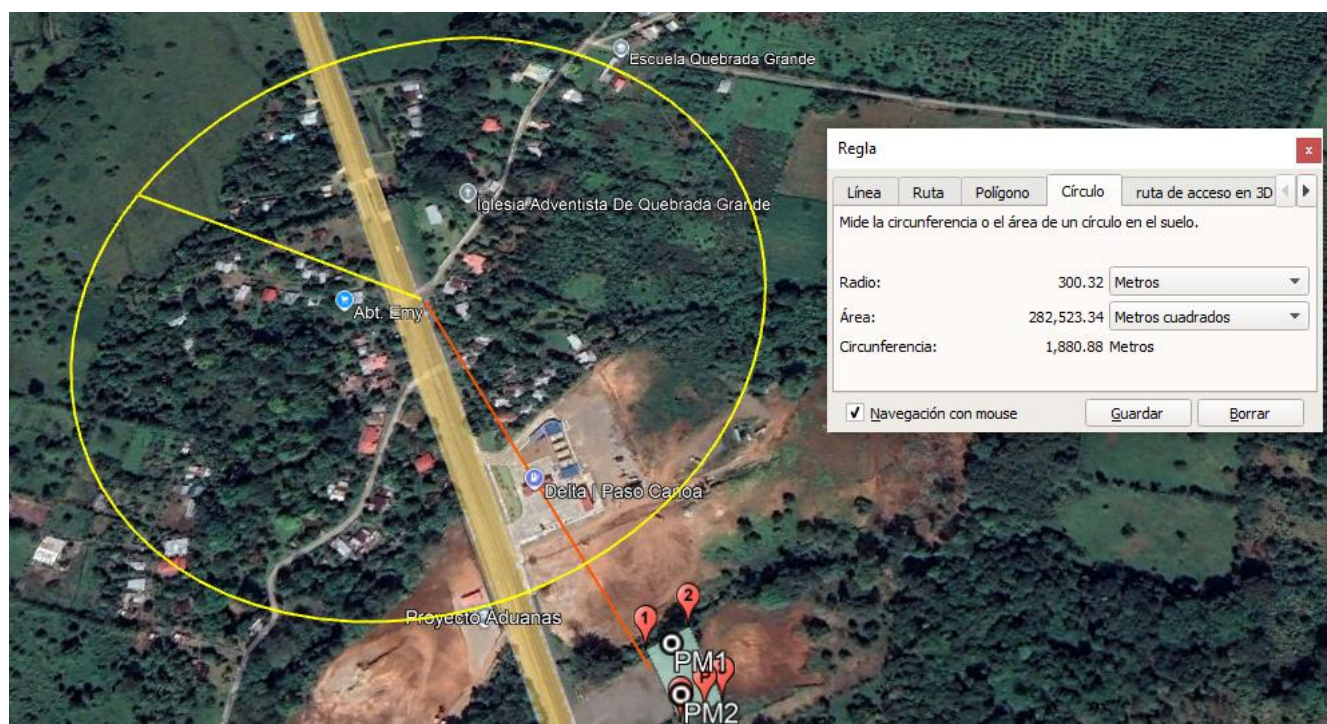 Escuela Quebrada Grande
Iglesia Adventista De Quebrada Grande
Abt. Emy
Delta | Paso Canoa
Proyecto Aduanas
1
2
PM1
P
PM2
Regla
x
Línea Ruta Polígono Círculo ruta de acceso en 3D
Mide la circunferencia o el área de un círculo en el suelo.
Radio: 300.32 Metros
Área: 282,523.34 Metros cuadrados
Circunferencia: 1,880.88 Metros
Navegación con mouse Guardar Borrar